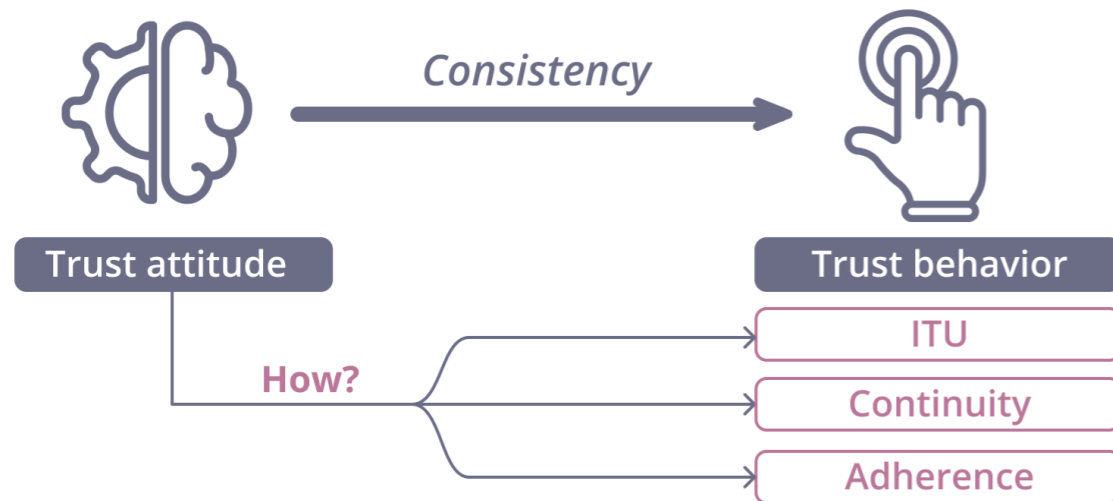 Consistency
Trust attitude
Trust behavior
How?
ITU
Continuity
Adherence